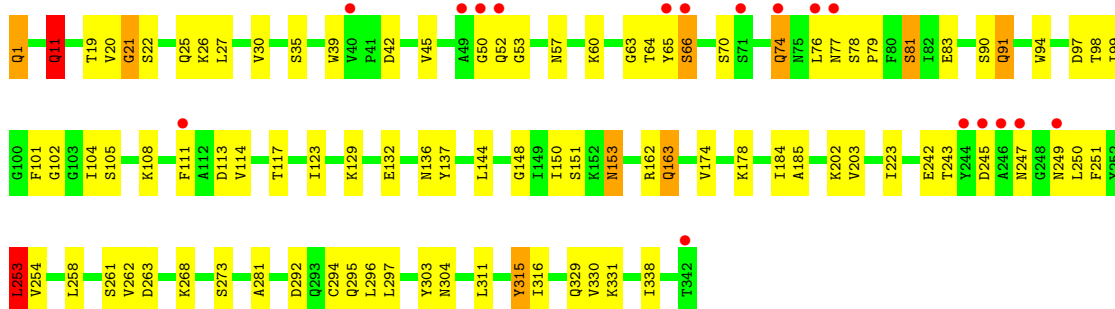 Q1 Q11 T19 V20 G21 S22 Q25 K26 L27 V30 S35 W39 V40 P41 D42 V45 A49 G50 Q52 G53 N57 K60 G63 T64 Y65 S66 S70 S71 Q74 N75 L76 N77 S78 P79 F80 S81 I82 E83 S90 Q91 W94 D97 T98
G100 F101 G102 G103 I104 S105 K108 F111 A112 D113 V114 T117 I123 K129 E132 N136 Y137 L144 G148 I149 I150 S151 K152 N153 R162 Q163 V174 K178 I184 A185 K202 V203 I223 E242 T243 Y244 D245 A246 N247 G248 N249 L250 F251
L253 V254 L258 S261 V262 D263 K268 S273 A281 D292 Q293 C294 Q295 L296 L297 Y303 N304 L311 Y315 I316 Q329 V330 K331 I338 T342